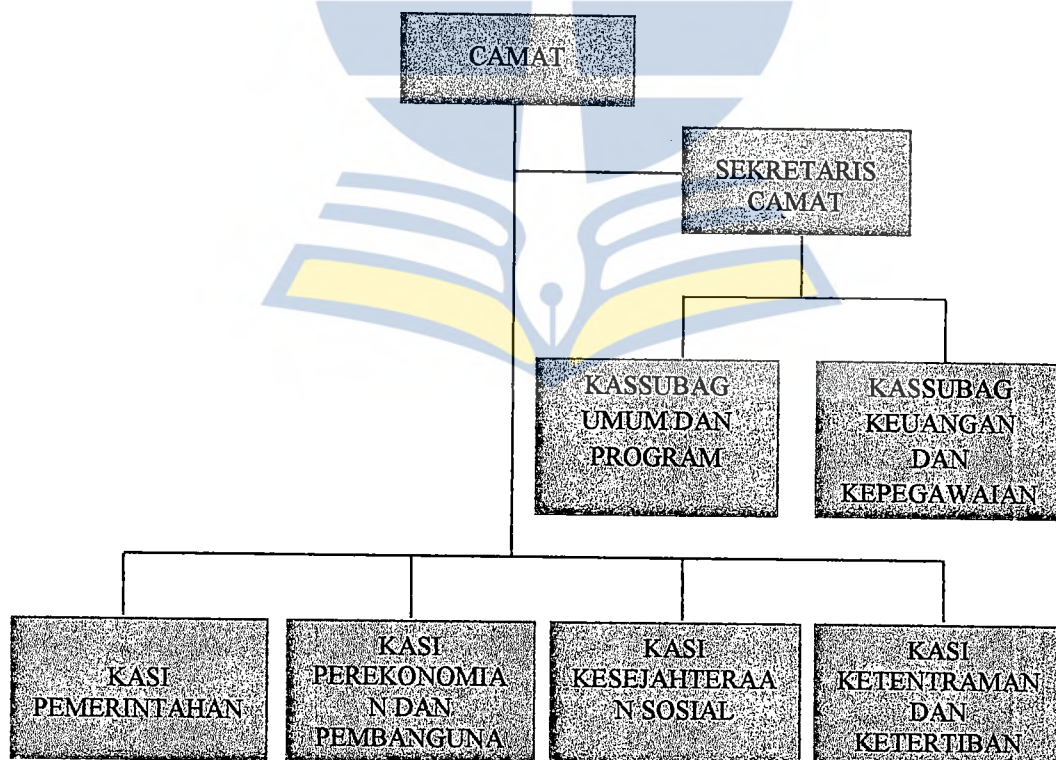 CAMAT
SEKRETARIS
CAMAT
KASSUBAG
UMUM DAN
PROGRAM
KASSUBAG
KEUANGAN
DAN
KEPEGAWAIAN
KASI
PEMERINTAHAN
KASI
PEREKONOMIA
N DAN
PEMBANGUNA
KASI
KESEJAHTERAA
N SOSIAL
KASI
KETENTRAMAN
DAN
KETERTIBAN